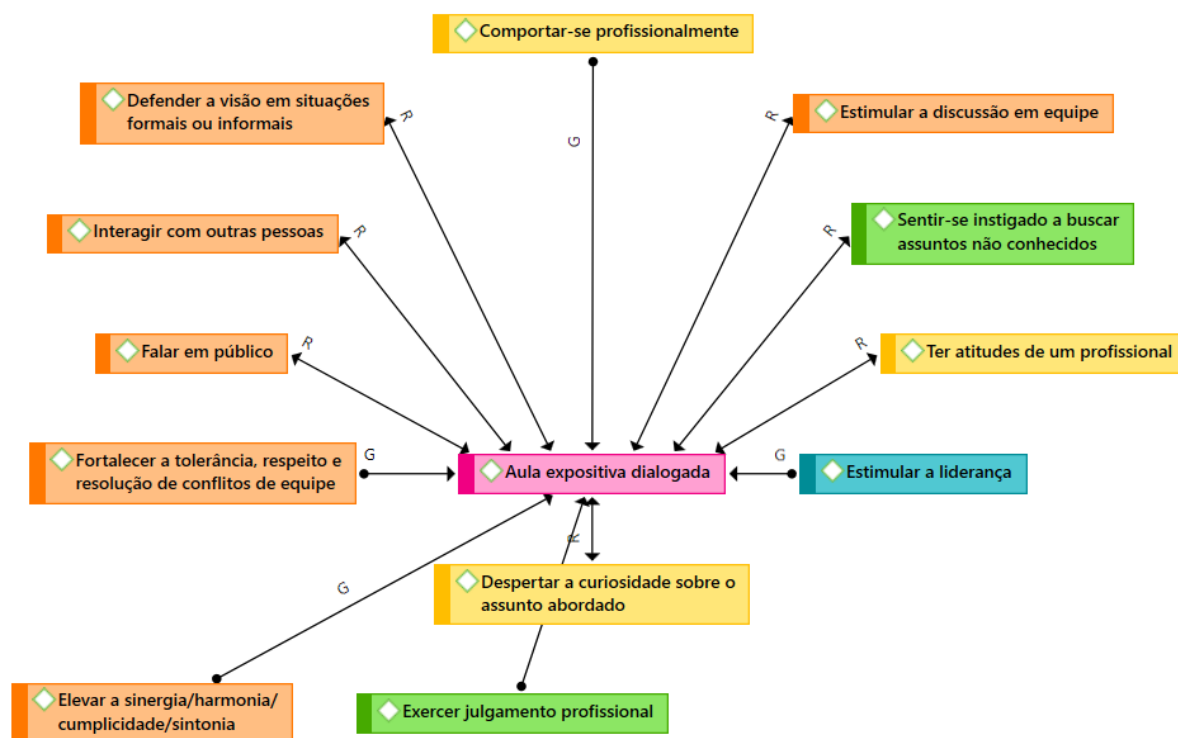 Comportar-se profissionalmente
Defender a visão em situações
formais ou informais
R
G
R
Estimular a discussão em equipe
Interagir com outras pessoas
R
R
Sentir-se instigado a buscar
assuntos não conhecidos
Falar em público
R
R
Ter atitudes de um profissional
Fortalecer a tolerância, respeito e
resolução de conflitos de equipe
G
Aula expositiva dialogada
G
Estimular a liderança
G
R
Despertar a curiosidade sobre o
assunto abordado
Elevar a sinergia/harmonia/
cumplicidade/sintonia
Exercer julgamento profissional